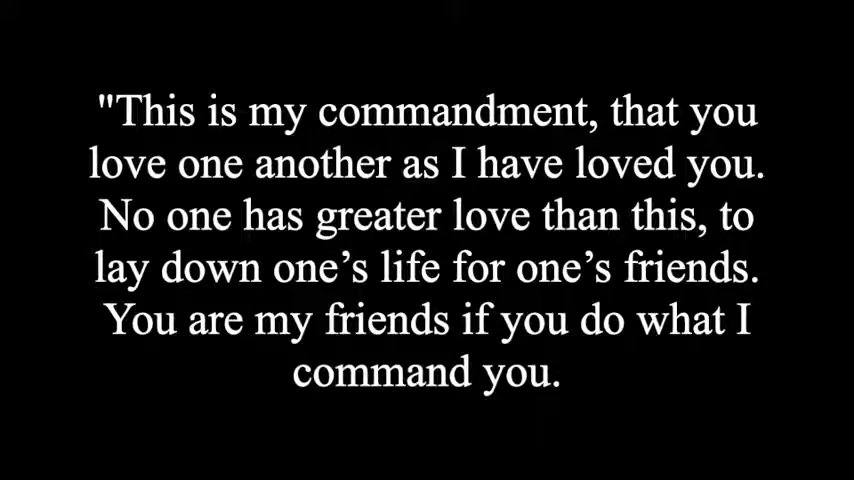 "This is my commandment, that you
love one another as I have loved you.
No one has greater love than this, to
lay down one’s life for one’s friends.
You are my friends if you do what I
command you.